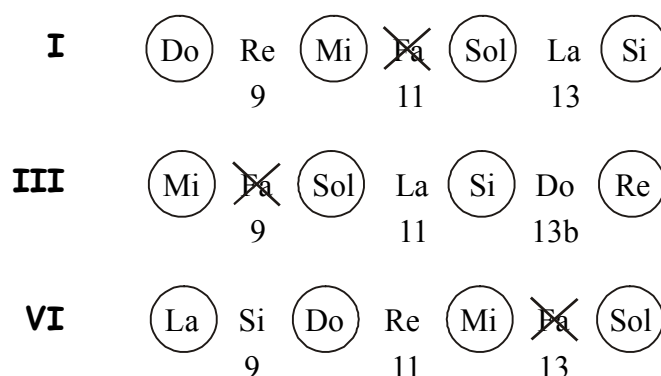 I Do Re Mi Fa Sol La Si
9 11 13
III Mi Fa Sol La Si Do Re
9 11 13b
VI La Si Do Re Mi Fa Sol
9 11 13